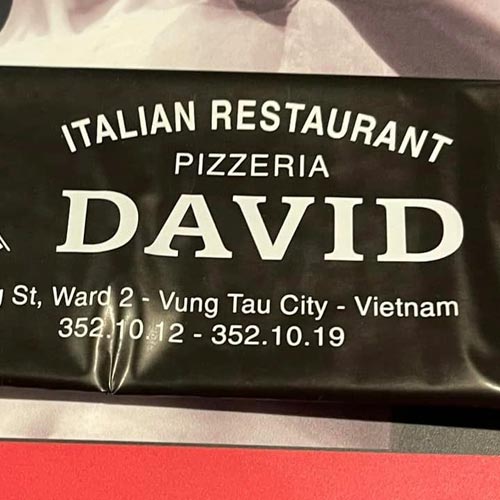 ITALIAN RESTAURANT
PIZZERIA
DAVID
St, Ward 2 - Vung Tau City - Vietnam
352.10.12 - 352.10.19